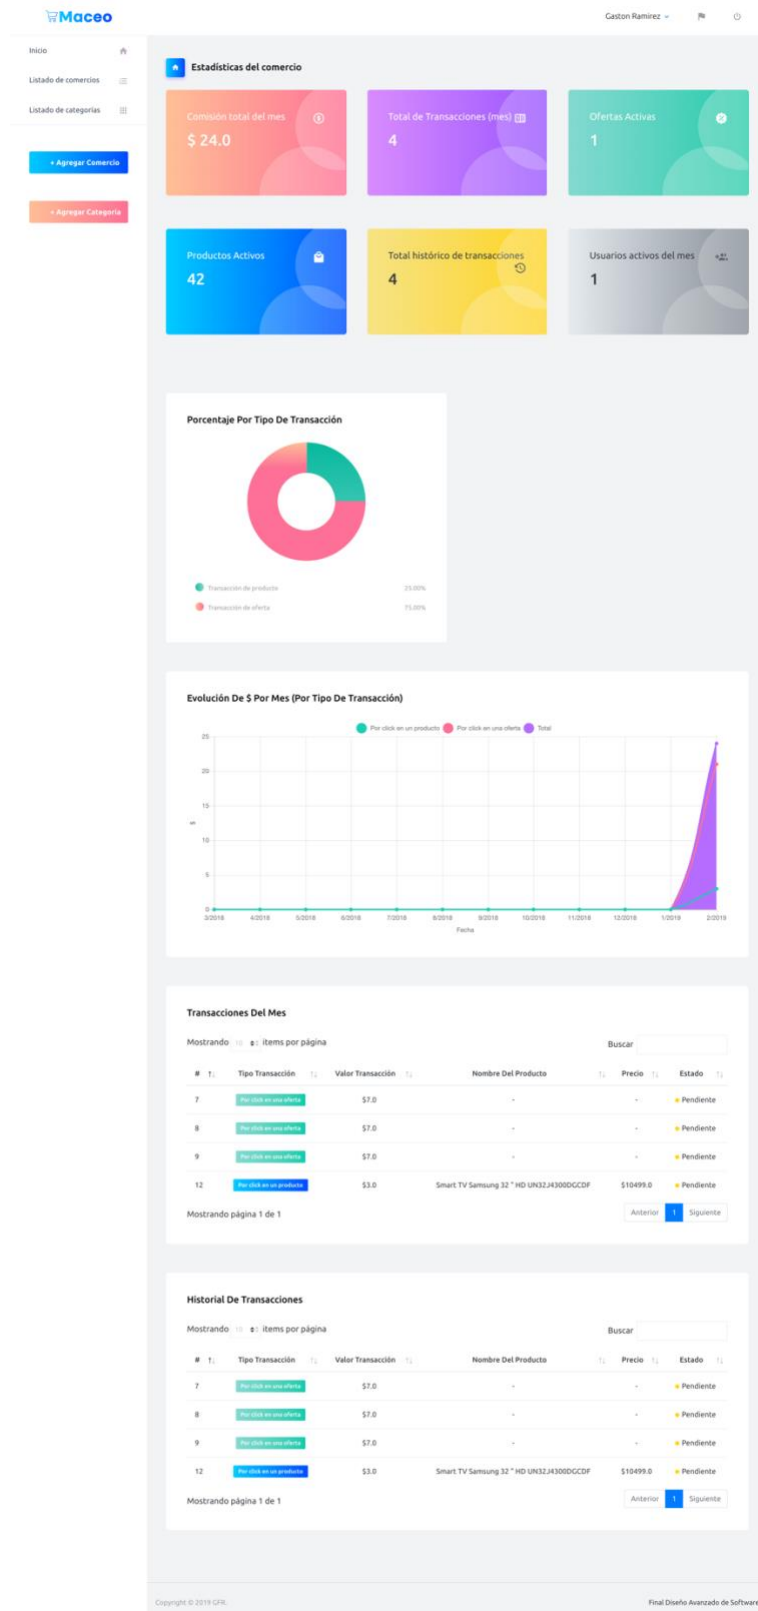 Maceo
Gaston Ramirez
Inicio
Listado de comercios
Listado de categorías
+ Agregar Comercio
+ Agregar Categoria
Estadísticas del comercio
Comisión total del mes
$ 24.0
Total de Transacciones (mes)
4
Ofertas Activas
1
Productos Activos
42
Total histórico de transacciones
4
Usuarios activos del mes
1
Porcentaje Por Tipo De Transacción
Transacción de producto 25.00%
Transacción de oferta 75.00%
Evolución De $ Por Mes (Por Tipo De Transacción)
Por click en un producto Por click en una oferta Total
25
20
15
10
5
0
$
3/2018 4/2018 5/2018 6/2018 7/2018 8/2018 9/2018 10/2018 11/2018 12/2018 1/2018 2/2019
Fecha
Transacciones Del Mes
Mostrando 10 items por página
Buscar
# Tipo Transacción Valor Transacción Nombre Del Producto Precio Estado
7 Por click en una oferta $7.0 - - Pendiente
8 Por click en una oferta $7.0 - - Pendiente
9 Por click en una oferta $7.0 - - Pendiente
12 Por click en un producto $3.0 Smart TV Samsung 32 " HD UN32J4300DGCDF $10499.0 Pendiente
Mostrando página 1 de 1
Anterior 1 Siguiente
Historial De Transacciones
Mostrando 10 items por página
Buscar
# Tipo Transacción Valor Transacción Nombre Del Producto Precio Estado
7 Por click en una oferta $7.0 - - Pendiente
8 Por click en una oferta $7.0 - - Pendiente
9 Por click en una oferta $7.0 - - Pendiente
12 Por click en un producto $3.0 Smart TV Samsung 32 " HD UN32J4300DGCDF $10499.0 Pendiente
Mostrando página 1 de 1
Anterior 1 Siguiente
Copyright © 2019 GFR.
Final Diseño Avanzado de Software